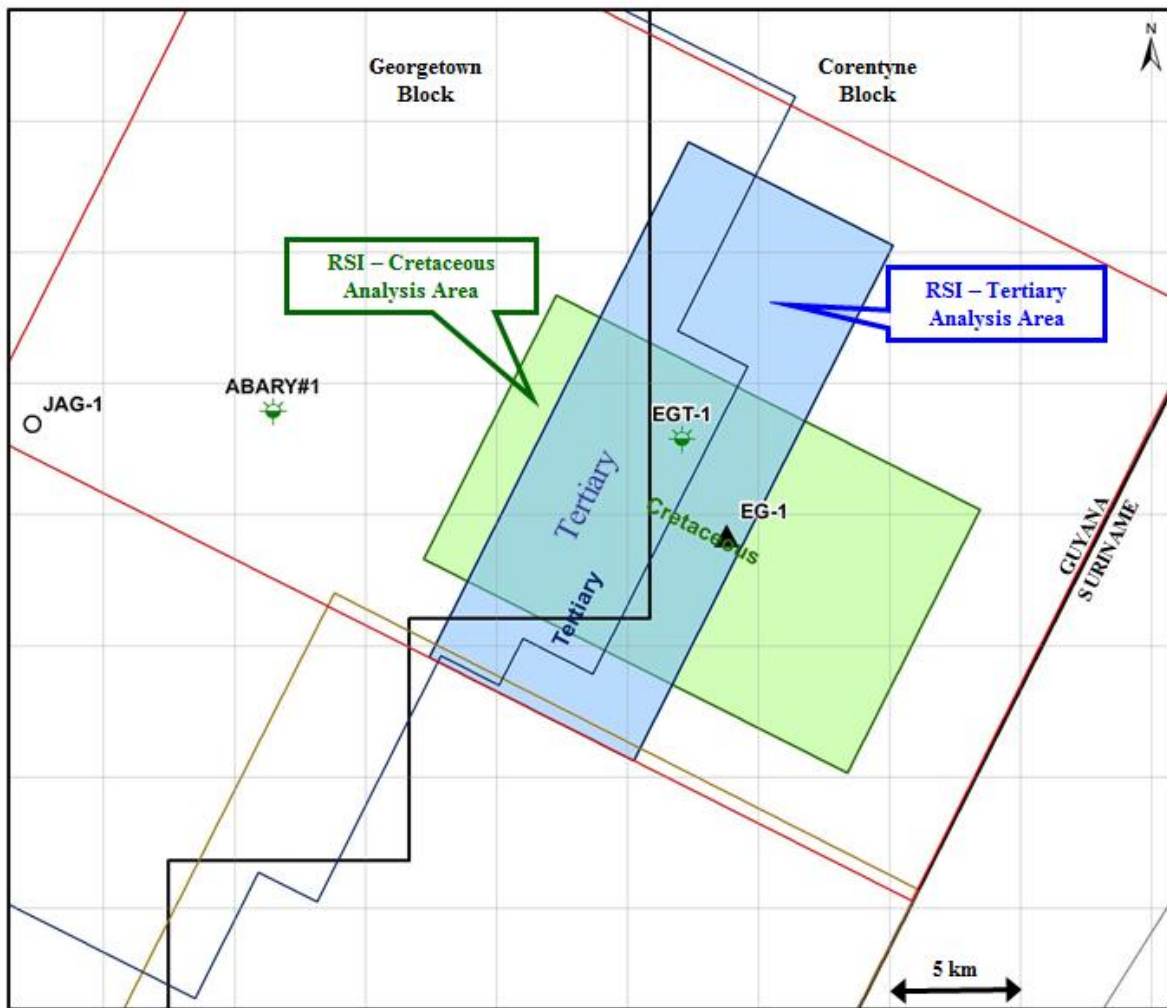 N
Georgetown
Block
Corentyne
Block
RSI – Cretaceous
Analysis Area
RSI – Tertiary
Analysis Area
ABARY#1
JAG-1
EGT-1
Tertiary
Cretaceous
EG-1
GUYANA
SURINAME
Tertiary
5 km